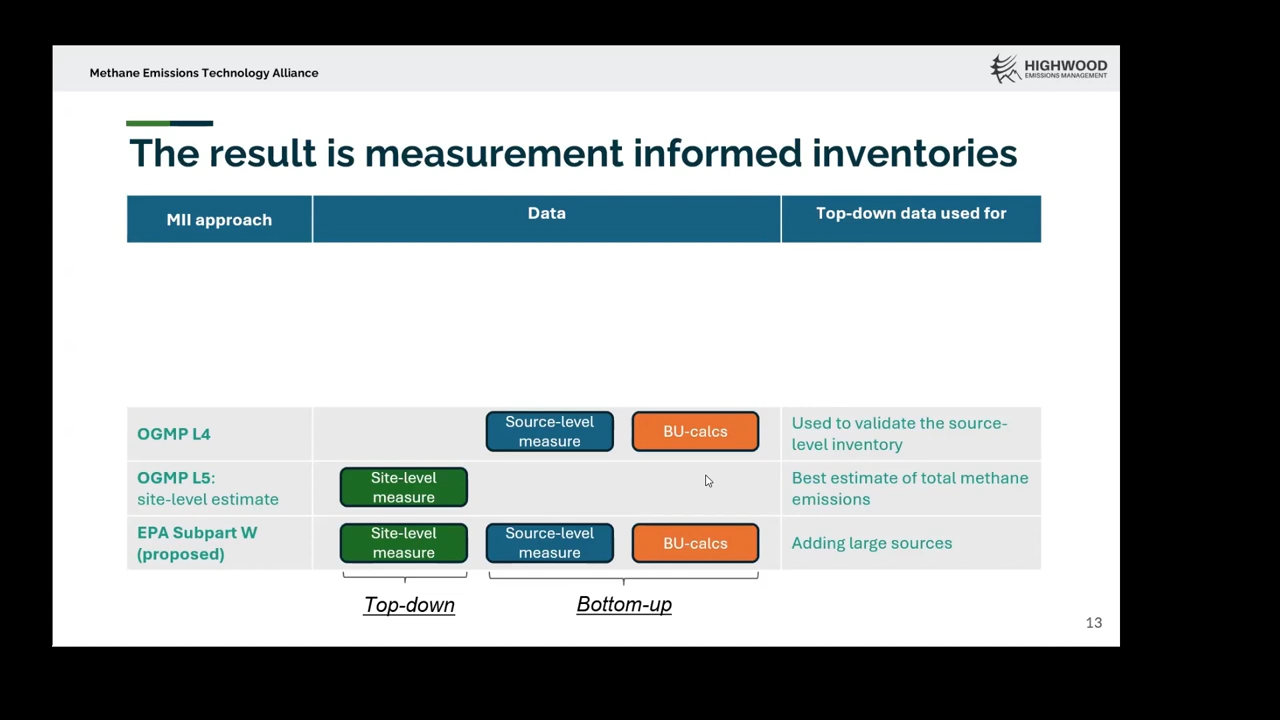 Methane Emissions Technology Alliance
HIGHWOOD
EMISSIONS MANAGEMENT
The result is measurement informed inventories
MII approach
Data
Top-down data used for
OGMP L4
Source-level
measure
BU-calcs
Used to validate the source-
level inventory
OGMP L5:
site-level estimate
Site-level
measure
Best estimate of total methane
emissions
EPA Subpart W
(proposed)
Site-level
measure
Source-level
measure
BU-calcs
Adding large sources
Top-down
Bottom-up
13